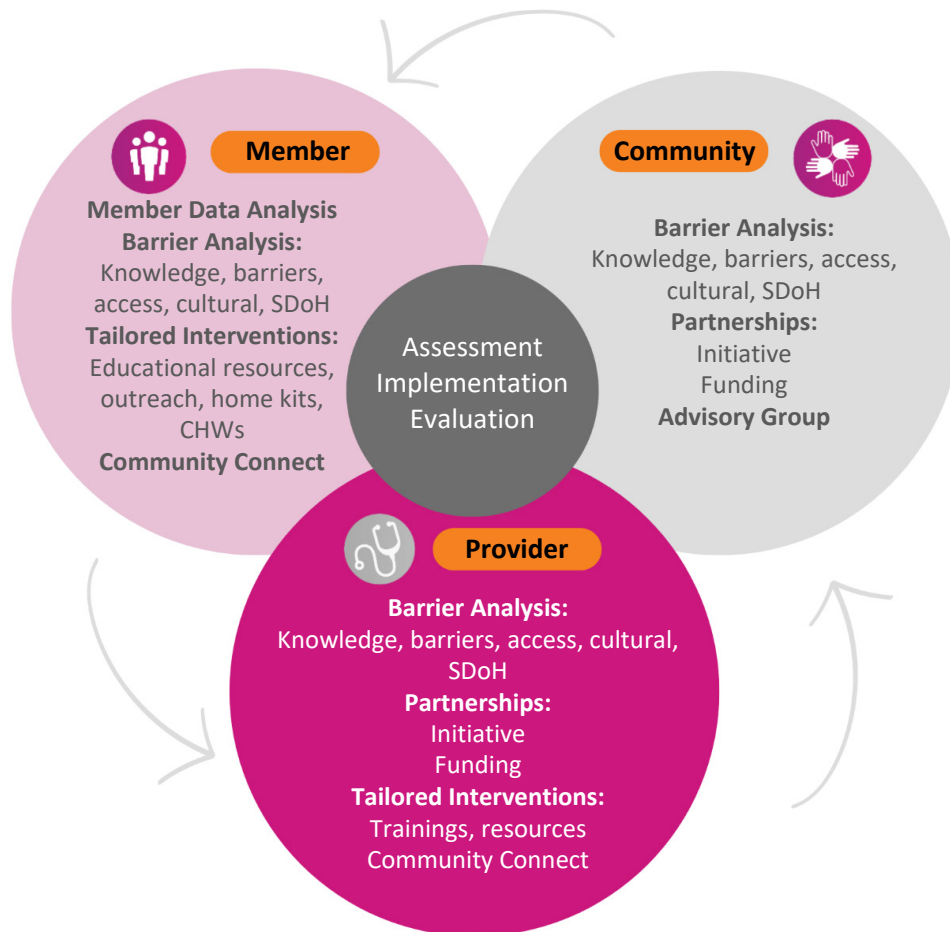 Member
Member Data Analysis
Barrier Analysis:
Knowledge, barriers,
access, cultural, SDoH
Tailored Interventions:
Educational resources,
outreach, home kits,
CHWs
Community Connect
Community
Barrier Analysis:
Knowledge, barriers, access,
cultural, SDoH
Partnerships:
Initiative
Funding
Advisory Group
Assessment
Implementation
Evaluation
Provider
Barrier Analysis:
Knowledge, barriers, access, cultural,
SDoH
Partnerships:
Initiative
Funding
Tailored Interventions:
Trainings, resources
Community Connect